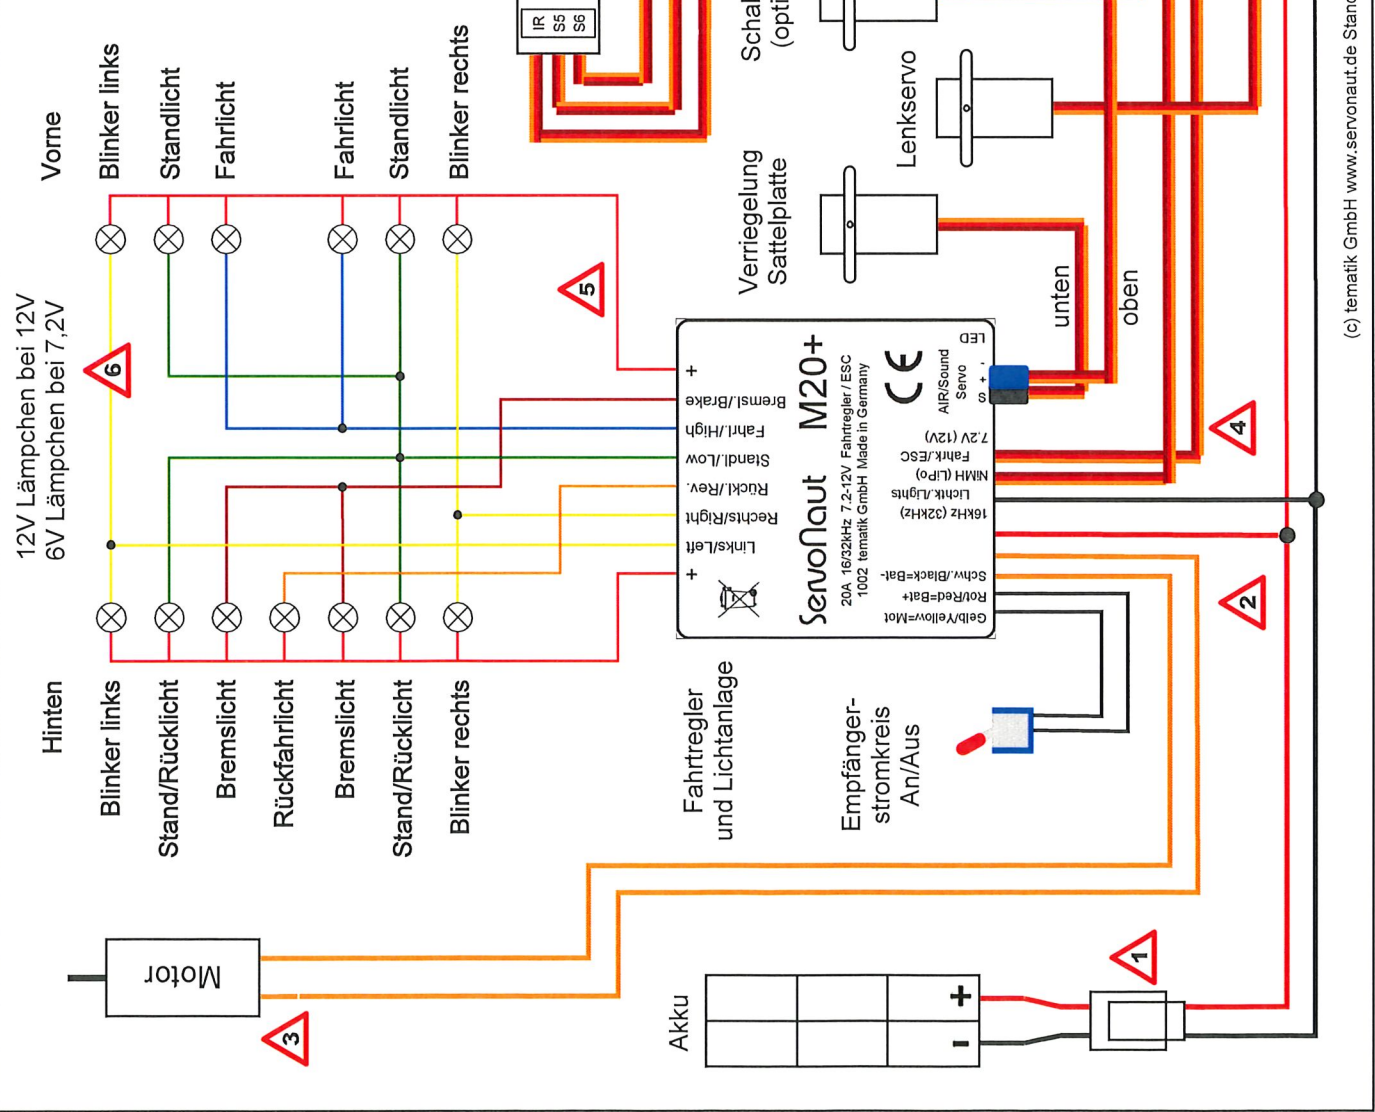 12V Lämpchen bei 12V
6V Lämpchen bei 7,2V
Vorne
Blinker links
Standlicht
Fahrlicht
Fahrlicht
Standlicht
Blinker rechts
Hinten
Blinker links
Stand/Rücklicht
Bremslicht
Rückfahrlicht
Bremslicht
Stand/Rücklicht
Blinker rechts
6
5
IR
S5
S6
Lenkservo
Verriegelung
Sattelplatte
unten
oben
+
Bremsl./Brake
Fahrl./High
Standl./Low
Rückl./Rev.
Rechts/Right
Links/Left
+
servonaut M20+
20A 16/32kHz 7.2-12V Fahrtregler / ESC
1002 tematik GmbH Made in Germany
CE
LED
AIR/Sound
Servo
- + S
7.2V (12V)
Fahrk./ESC
NiMH (LiPo)
Lichtk./Lights
16kHz (32kHz)
Schw./Black=Bat-
Rot/Red=Bat+
Gelb/Yellow=Mot
4
2
Fahrtregler
und Lichtanlage
Empfänger-
stromkreis
An/Aus
Motor
3
Akku
+
-
1
(c) tematik GmbH www.servonaut.de